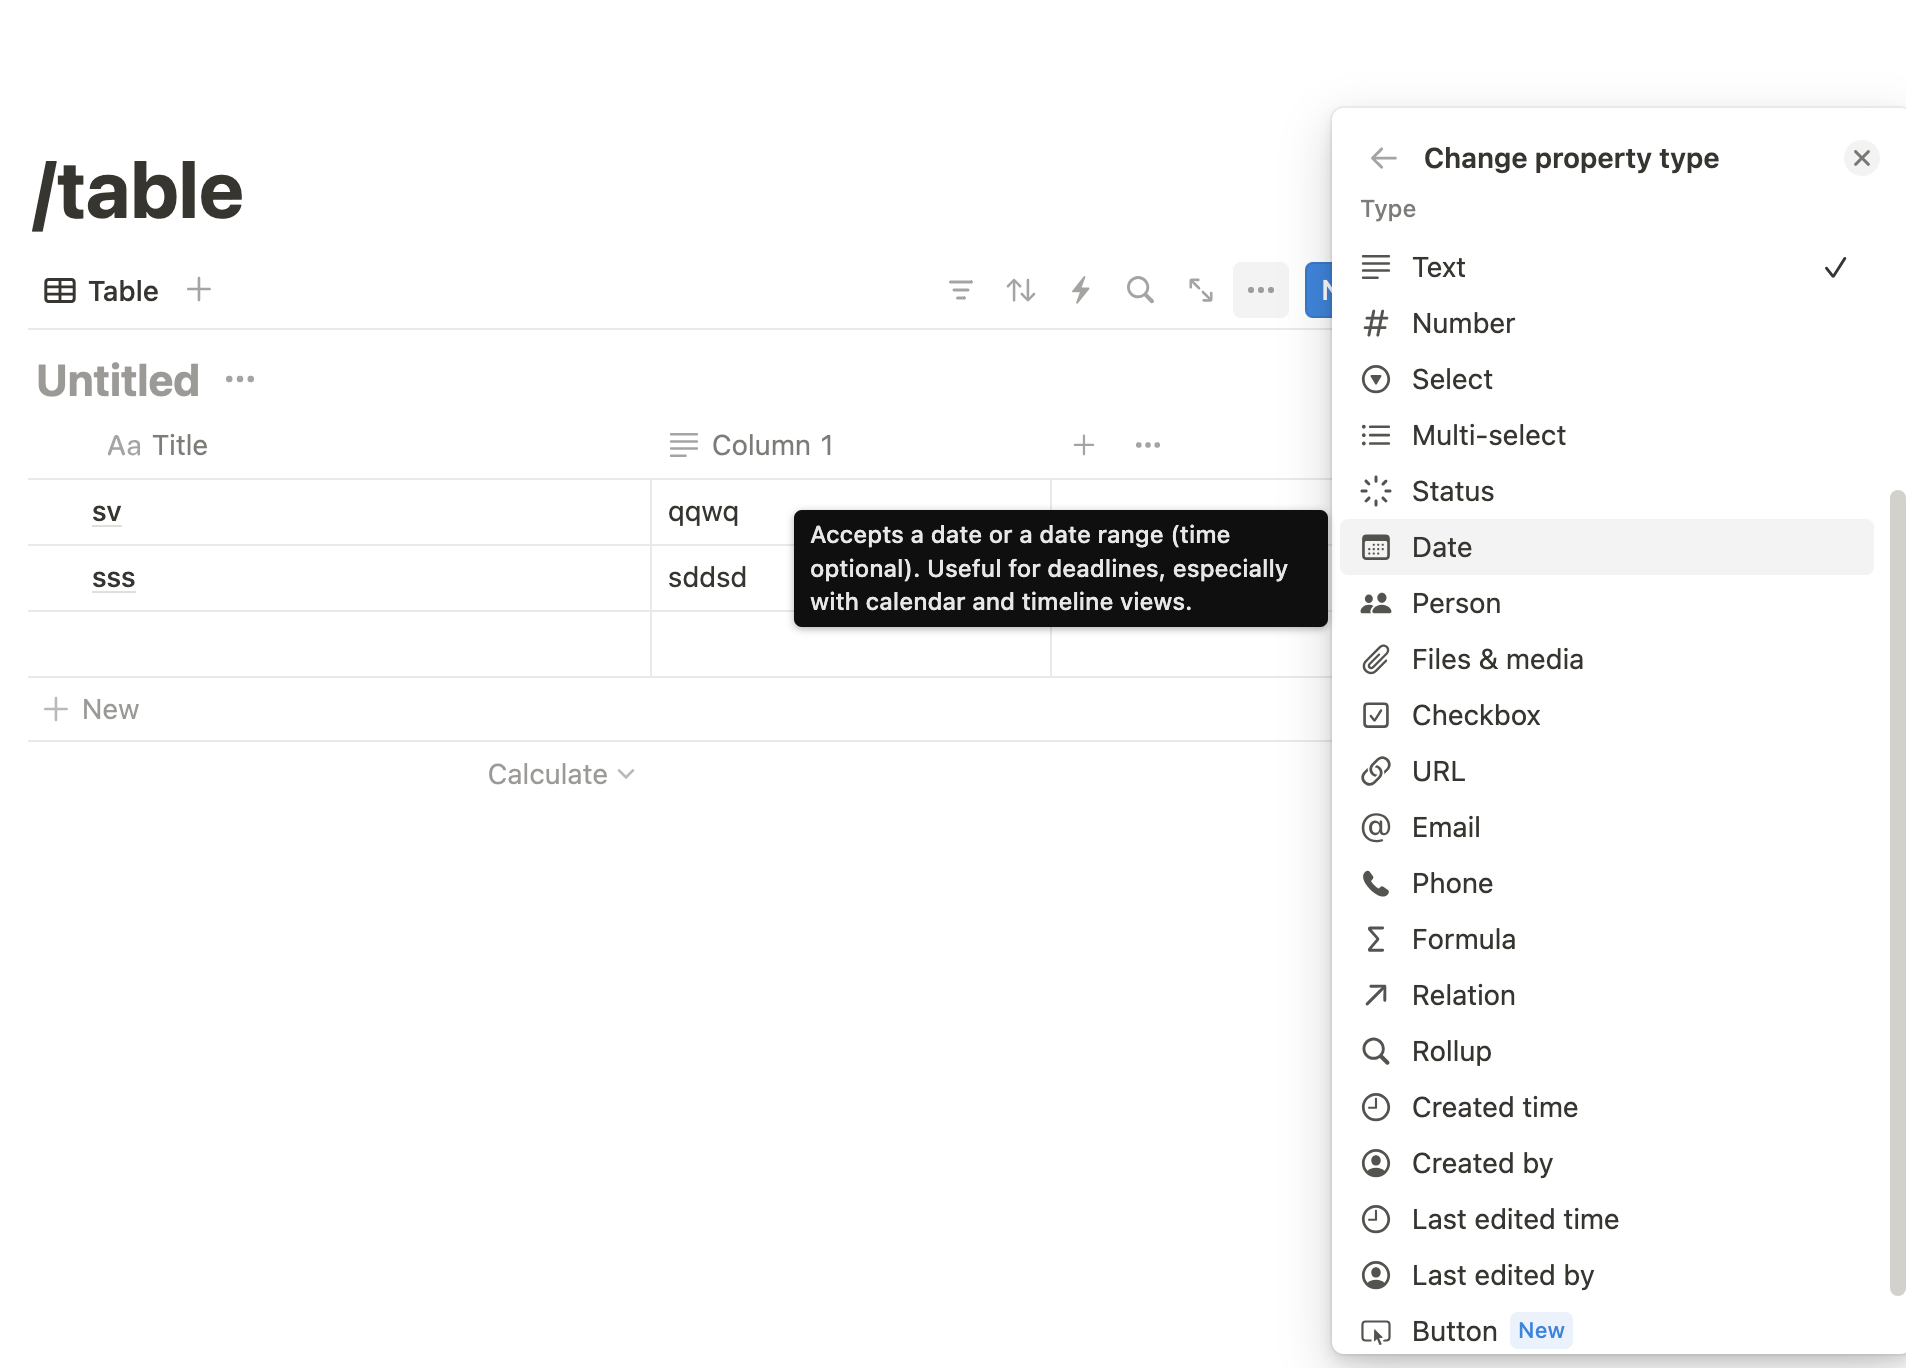 /table
Table
Untitled
Aa Title
Column 1
sv
qqwq
sss
sddsd
New
Calculate
Accepts a date or a date range (time
optional). Useful for deadlines, especially
with calendar and timeline views.
Change property type
Type
Text
Number
Select
Multi-select
Status
Date
Person
Files & media
Checkbox
URL
Email
Phone
Formula
Relation
Rollup
Created time
Created by
Last edited time
Last edited by
Button New